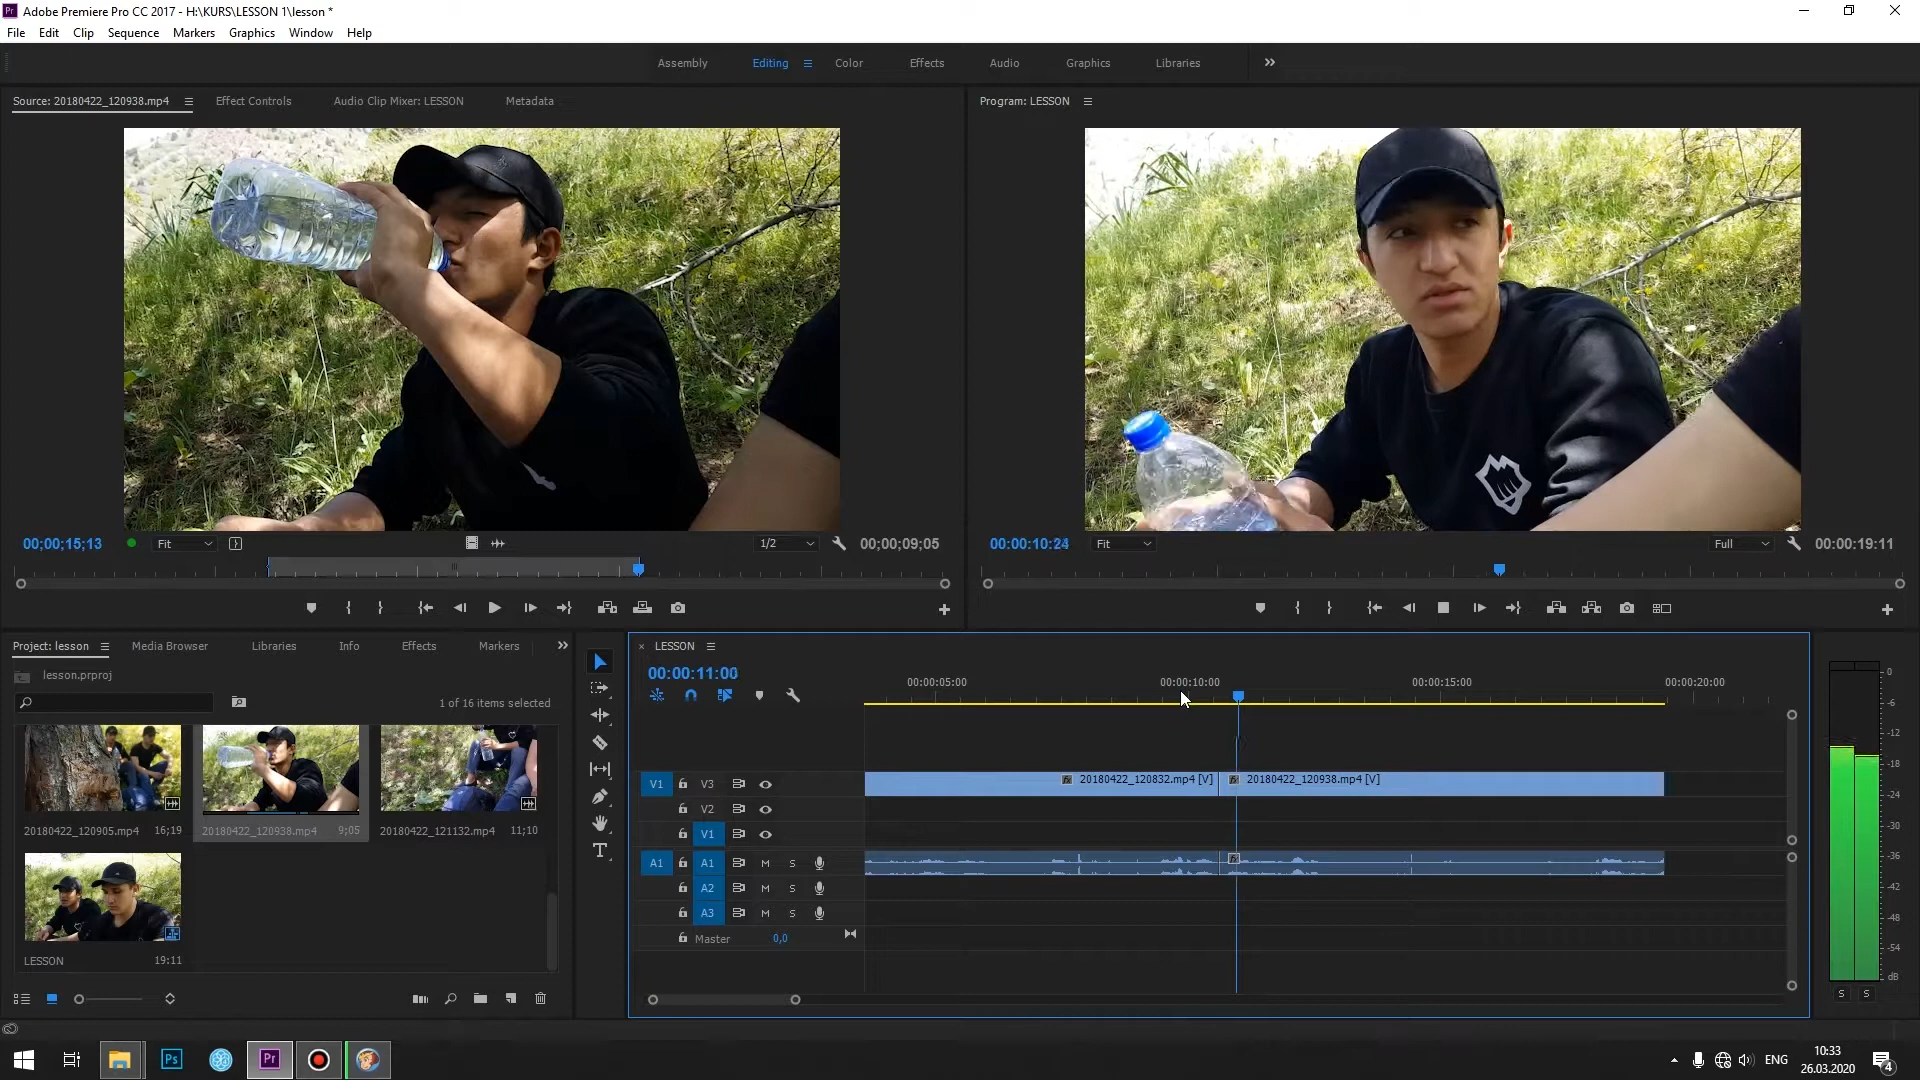 Adobe Premiere Pro CC 2017 - H:\KURS\LESSON 1\lesson *
File Edit Clip Sequence Markers Graphics Window Help
Assembly Editing Color Effects Audio Graphics Libraries
Source: 20180422_120938.mp4 Effect Controls Audio Clip Mixer: LESSON Metadata
Program: LESSON
00;00;15;13 Fit 1/2 00;00;09;05
00:00:10:24 Fit Full 00:00:19:11
Project: lesson Media Browser Libraries Info Effects Markers
lesson.prproj
1 of 16 items selected
20180422_120905.mp4 16;19
20180422_120938.mp4 9;05
20180422_121132.mp4 11;10
LESSON 19:11
LESSON
00:00:11:00
00:00:05:00 00:00:10:00 00:00:15:00 00:00:20:00
V1 V3 fx 20180422_120832.mp4 [V] fx 20180422_120938.mp4 [V]
V2
V1
A1 A1 M S fx
A2 M S
A3 M S
Master 0,0
0
-6
-12
-18
-24
-30
-36
-42
-48
-54
dB
S S
Ps Pr ENG 10:33
26.03.2020 4